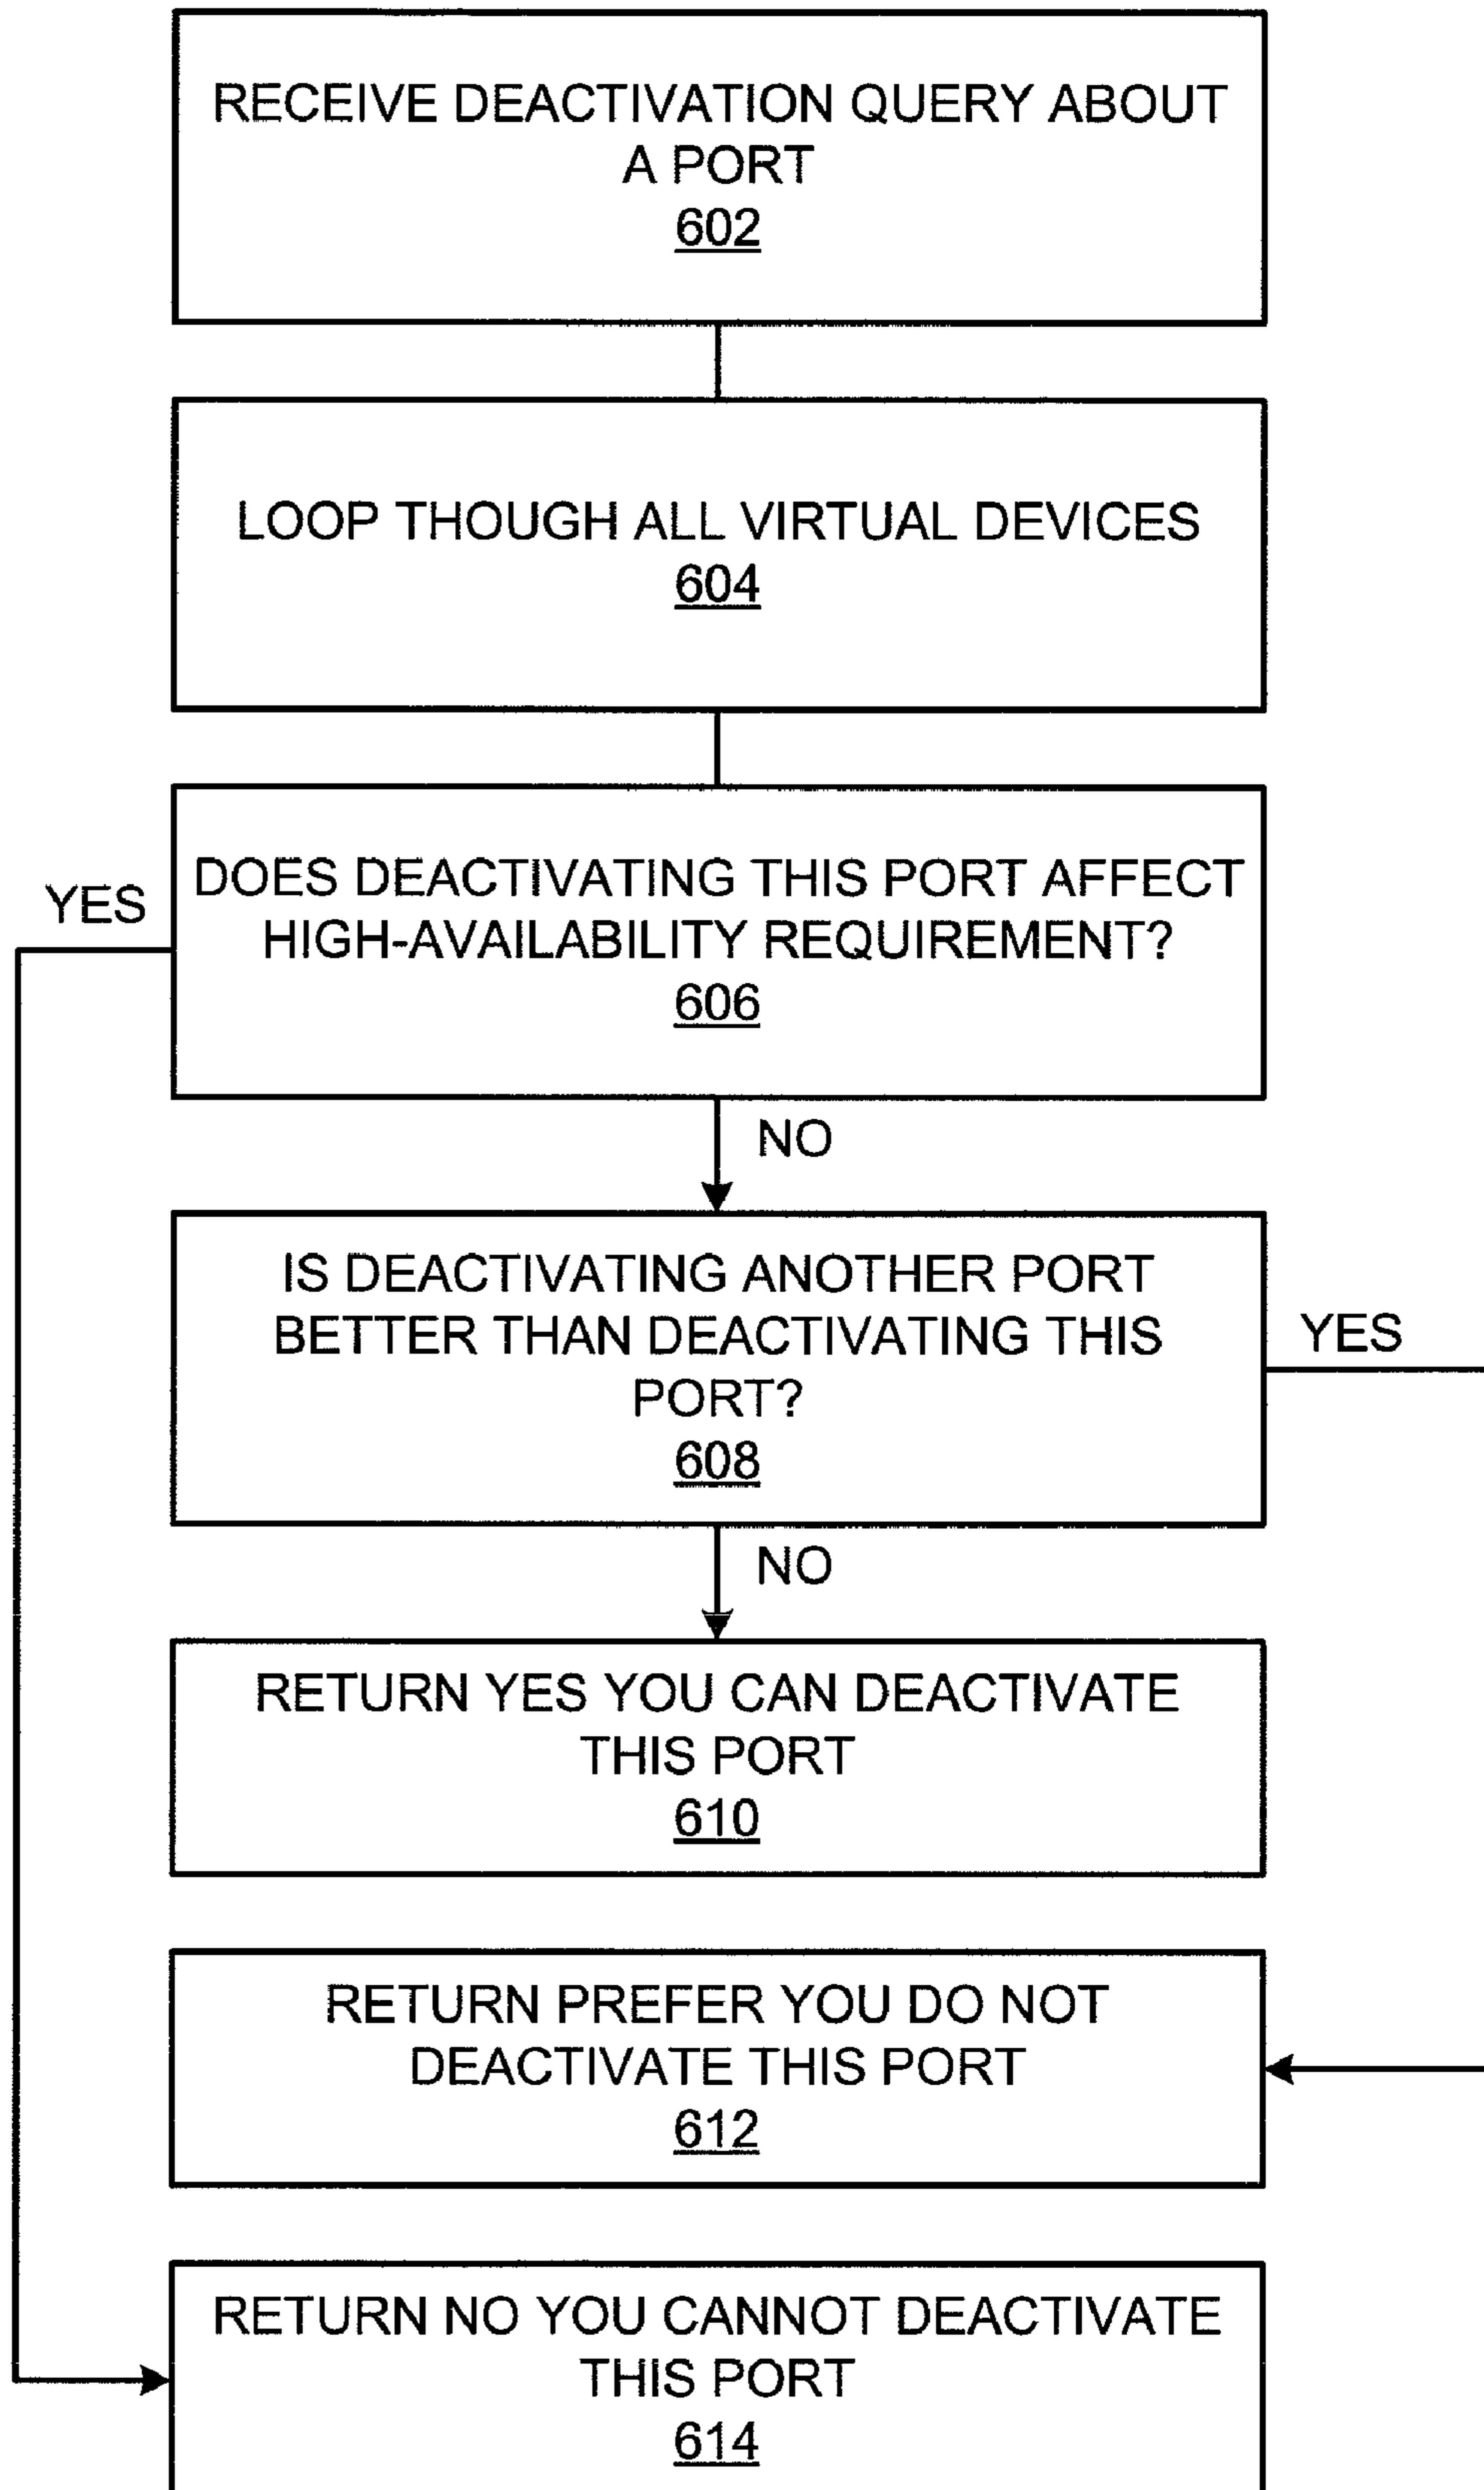 RECEIVE DEACTIVATION QUERY ABOUT
A PORT
602
LOOP THOUGH ALL VIRTUAL DEVICES
604
YES
DOES DEACTIVATING THIS PORT AFFECT
HIGH-AVAILABILITY REQUIREMENT?
606
NO
IS DEACTIVATING ANOTHER PORT
BETTER THAN DEACTIVATING THIS
PORT?
608
YES
NO
RETURN YES YOU CAN DEACTIVATE
THIS PORT
610
RETURN PREFER YOU DO NOT
DEACTIVATE THIS PORT
612
RETURN NO YOU CANNOT DEACTIVATE
THIS PORT
614